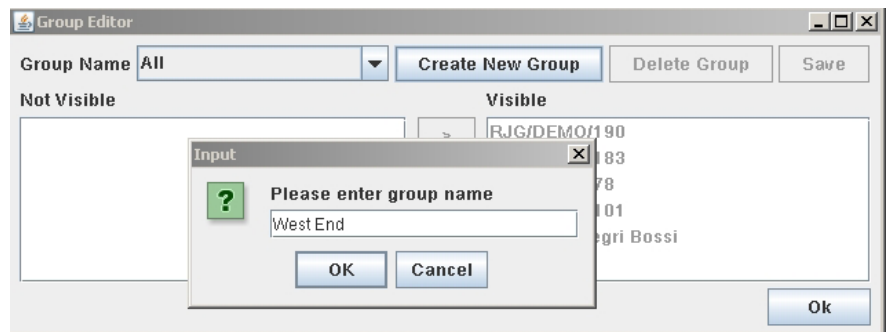 Group Editor
Group Name All Create New Group Delete Group Save
Not Visible Visible
> RJG/DEMO/190
Input 183
Please enter group name 78
West End 101
egri Bossi
OK Cancel
Ok